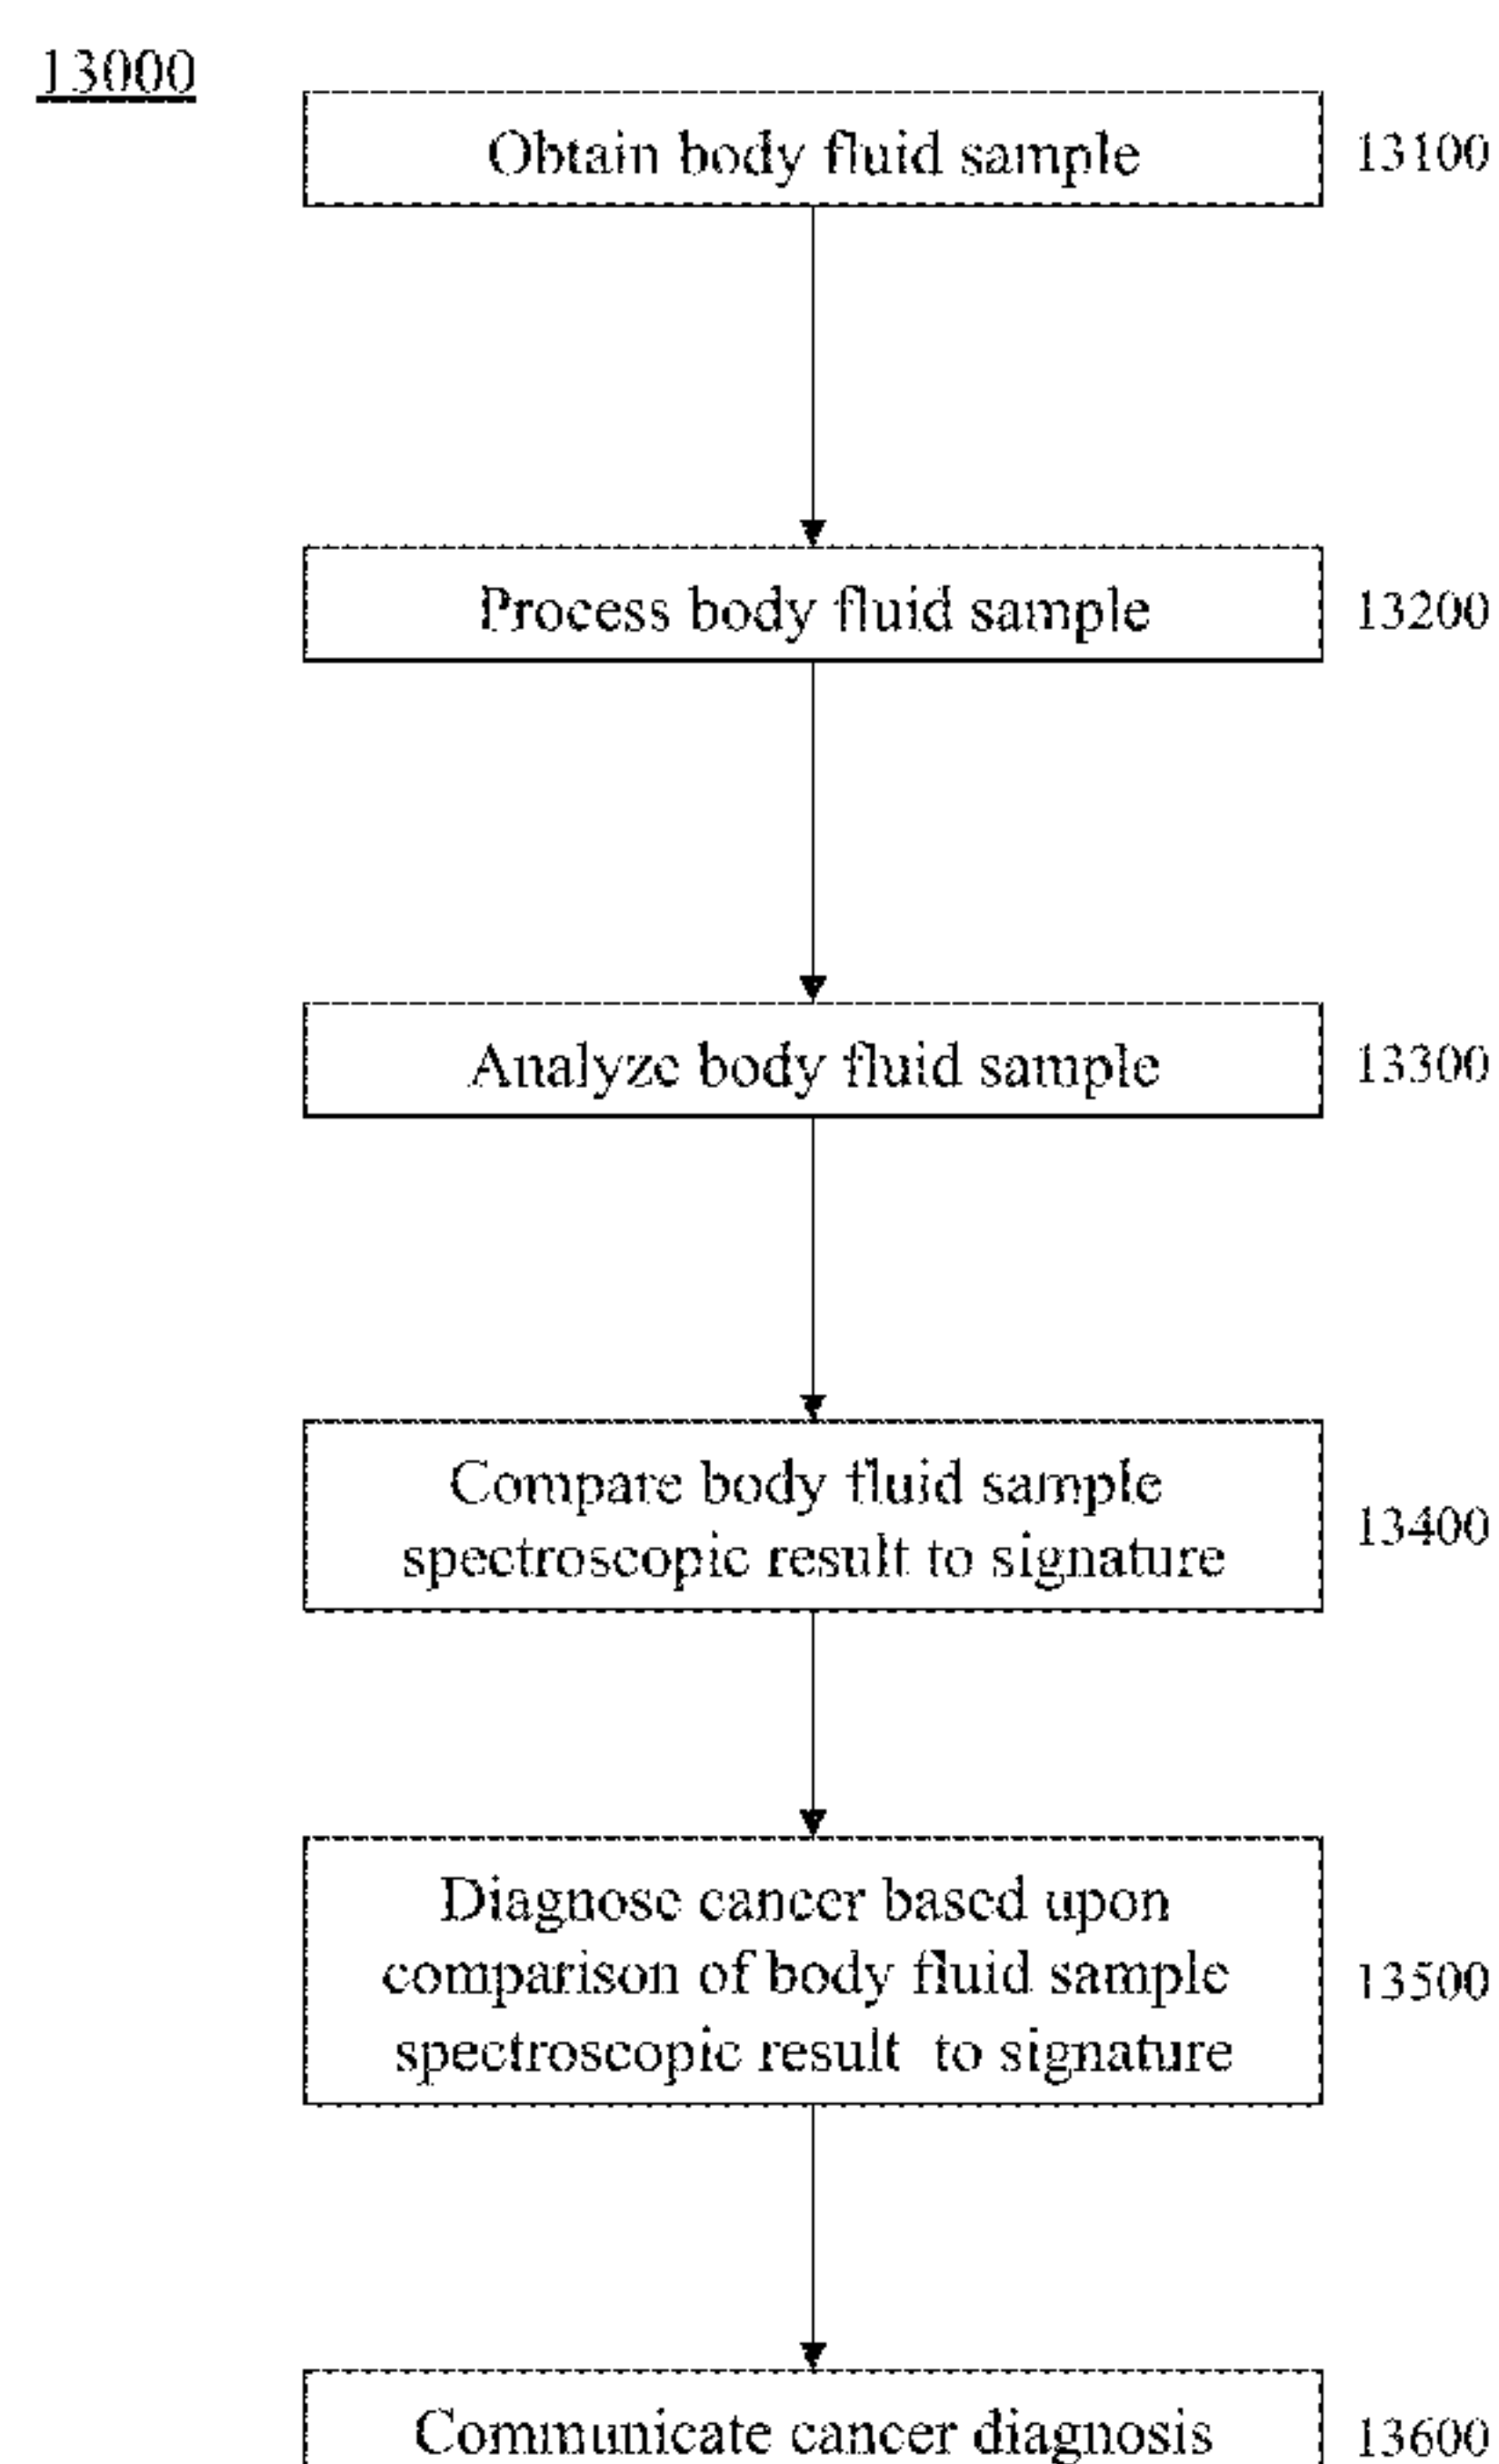 13000
Obtain body fluid sample 13100
Process body fluid sample 13200
Analyze body fluid sample 13300
Compare body fluid sample
spectroscopic result to signature 13400
Diagnose cancer based upon
comparison of body fluid sample 13500
spectroscopic result to signature
Communicate cancer diagnosis 13600